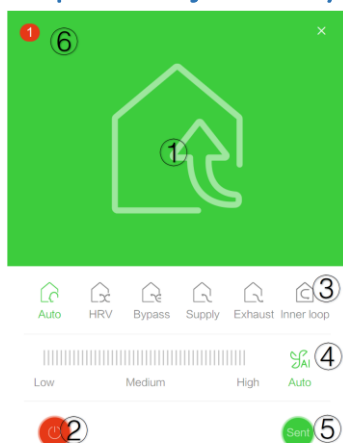 1 ⑥
①
③
Auto HRV Bypass Supply Exhaust Inner loop
AI ④
Low Medium High Auto
② Sent ⑤